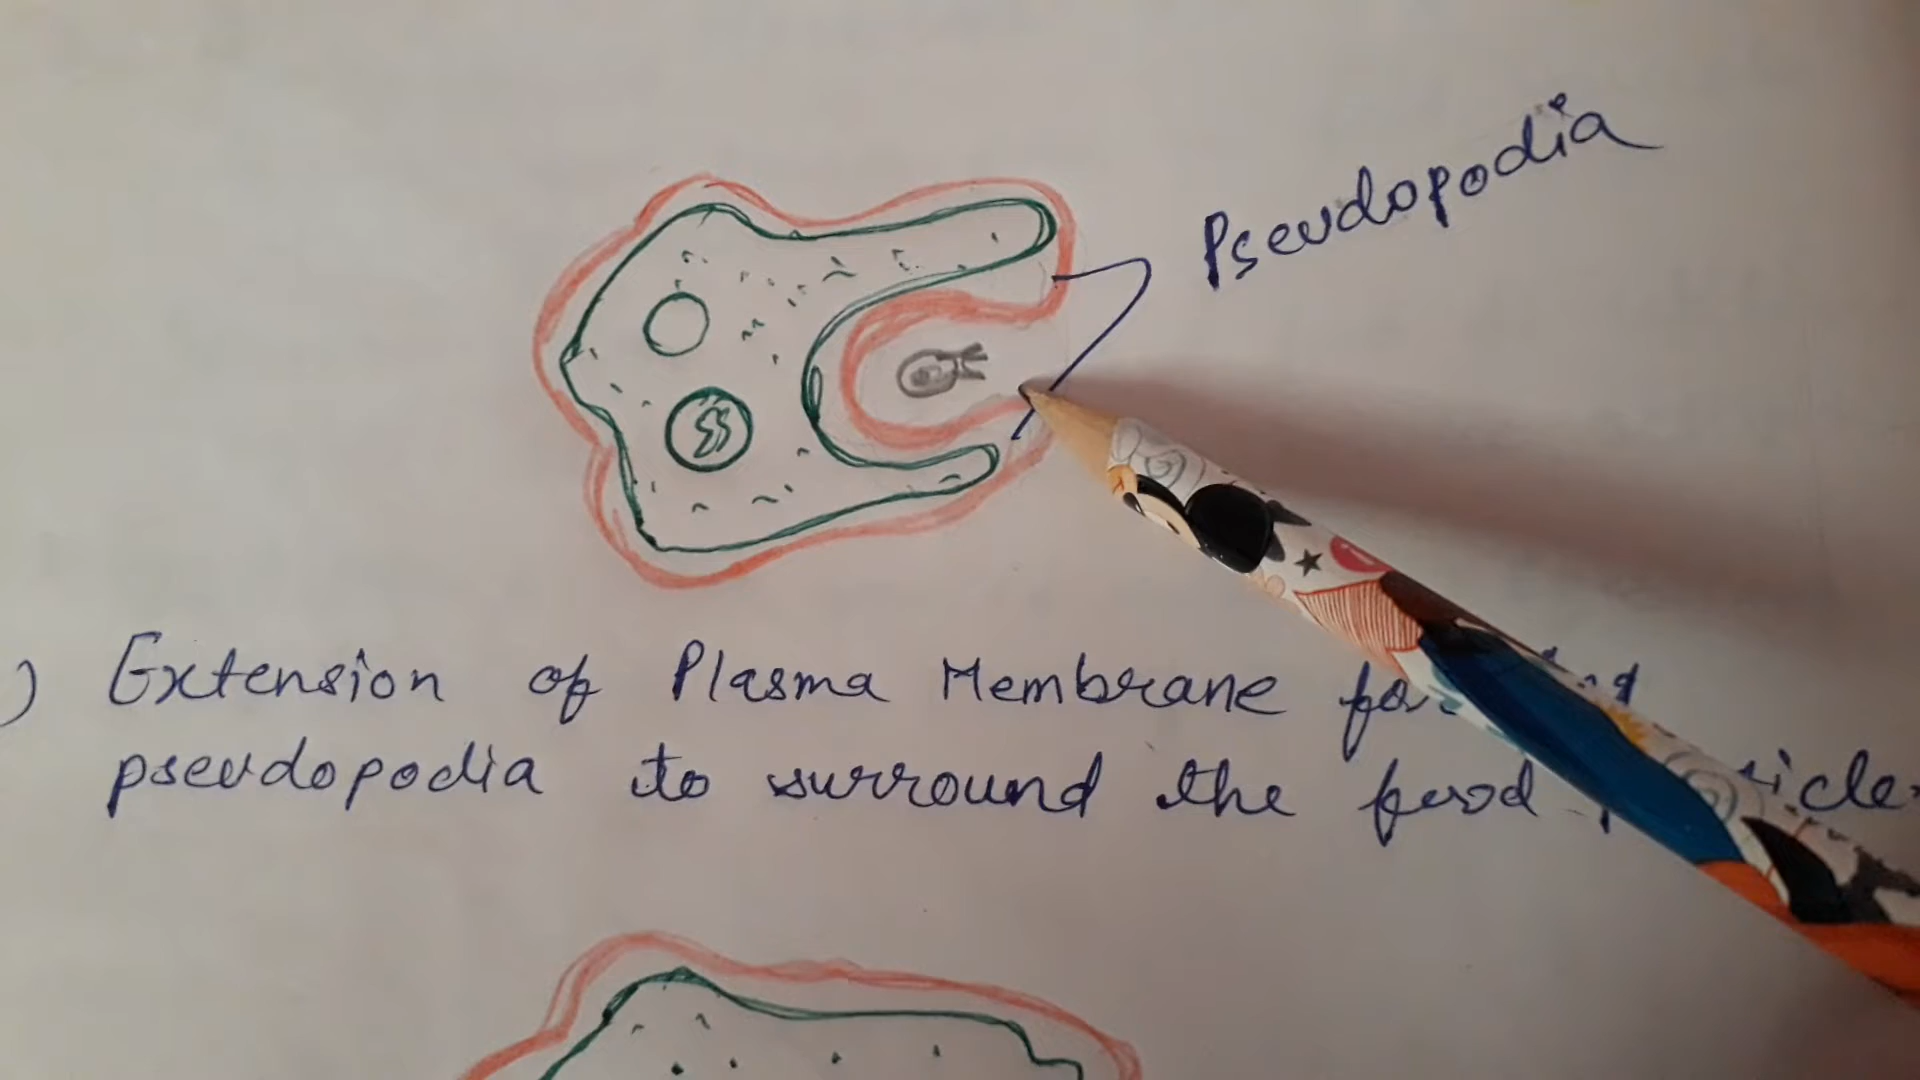 Pseudopodia
) Extension of Plasma Membrane
pseudopodia to surround the food